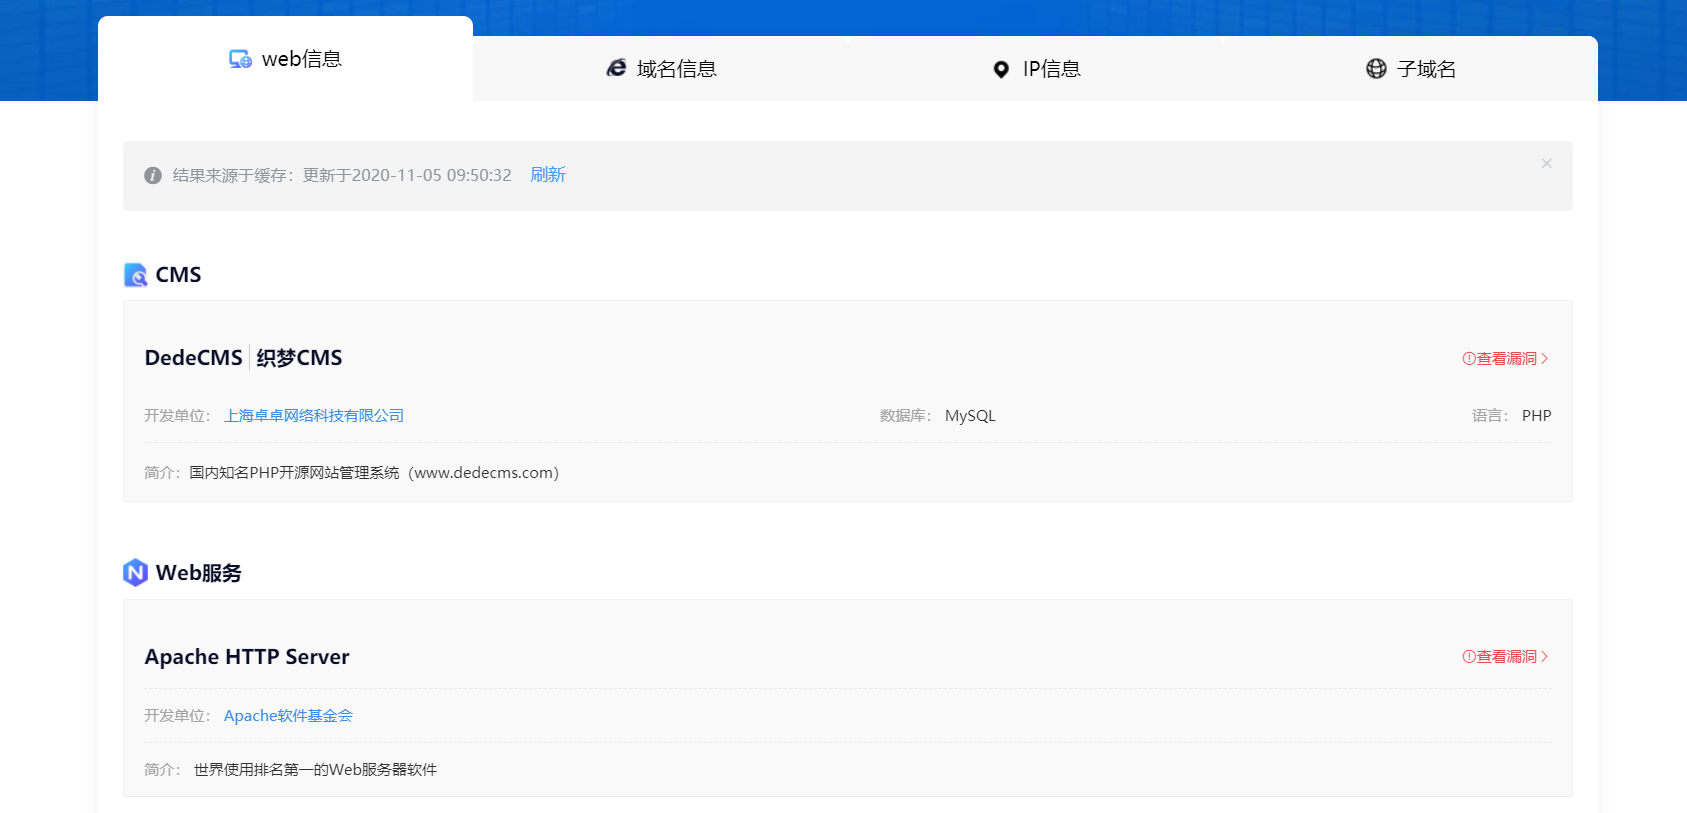 web信息
域名信息
IP信息
子域名
结果来源于缓存：更新于2020-11-05 09:50:32 刷新
CMS
DedeCMS 织梦CMS 查看漏洞
开发单位： 上海卓卓网络科技有限公司 数据库： MySQL 语言： PHP
简介：国内知名PHP开源网站管理系统（www.dedecms.com）
Web服务
Apache HTTP Server 查看漏洞
开发单位： Apache软件基金会
简介： 世界使用排名第一的Web服务器软件